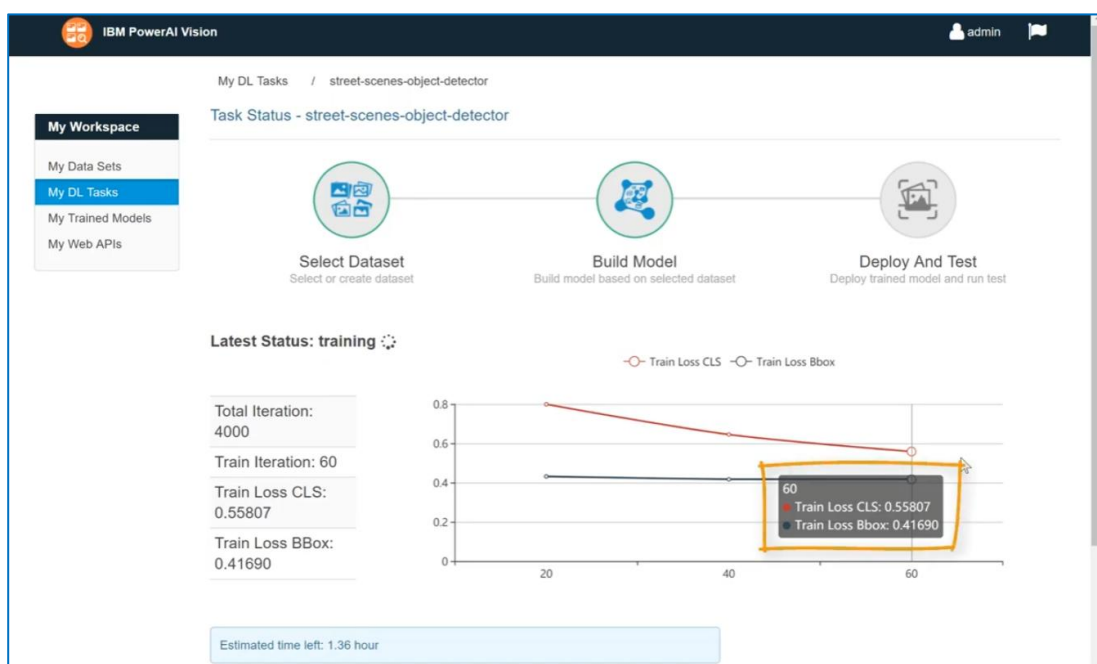 IBM PowerAI Vision
admin
My DL Tasks / street-scenes-object-detector
Task Status - street-scenes-object-detector
My Workspace
My Data Sets
My DL Tasks
My Trained Models
My Web APIs
Select Dataset
Select or create dataset
Build Model
Build model based on selected dataset
Deploy And Test
Deploy trained model and run test
Latest Status: training
Train Loss CLS
Train Loss Bbox
Total Iteration:
4000
Train Iteration: 60
Train Loss CLS:
0.55807
Train Loss BBox:
0.41690
0.8
0.6
0.4
0.2
0
20
40
60
60
Train Loss CLS: 0.55807
Train Loss Bbox: 0.41690
Estimated time left: 1.36 hour